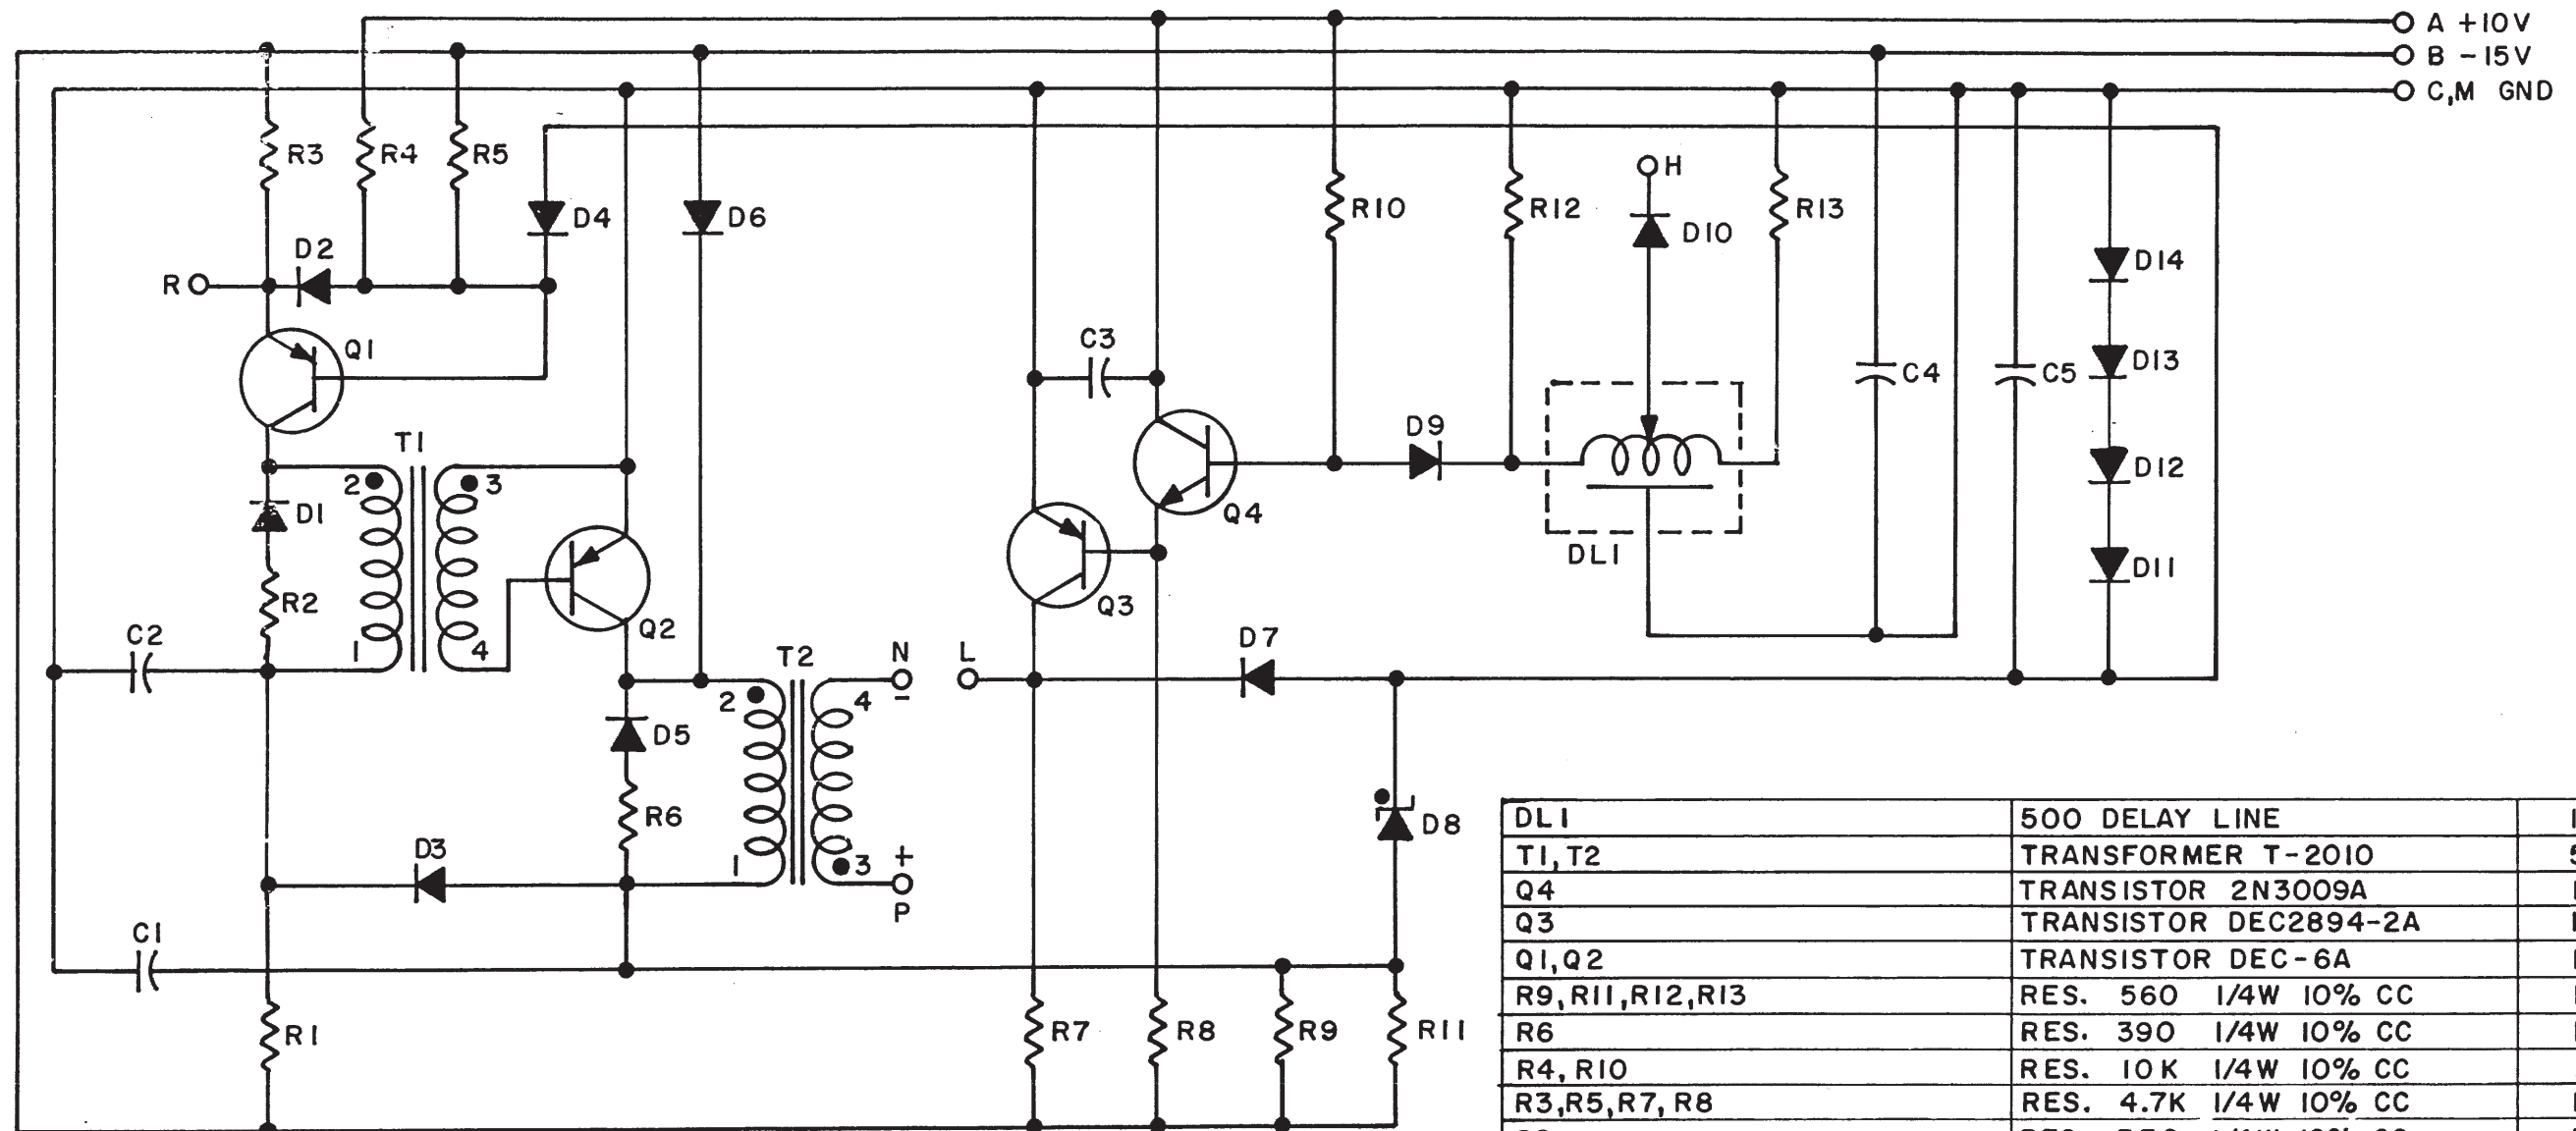 A +10V
B -15V
C,M GND
R3
R4
R5
D4
D6
H
R10
R12
D10
R13
D2
R
D14
Q1
C3
D13
C4
C5
T1
D9
2
3
D12
D1
Q4
DL1
D11
R2
Q2
Q3
C2
1
4
T2
N
L
D7
-
2
4
D5
R6
D8
D3
+
1
3
P
C1
R1
R7
R8
R9
R11
DL1 500 DELAY LINE
T1,T2 TRANSFORMER T-2010
Q4 TRANSISTOR 2N3009A
Q3 TRANSISTOR DEC2894-2A
Q1,Q2 TRANSISTOR DEC-6A
R9,R11,R12,R13 RES. 560 1/4W 10% CC
R6 RES. 390 1/4W 10% CC
R4, R10 RES. 10K 1/4W 10% CC
R3,R5,R7,R8 RES. 4.7K 1/4W 10% CC